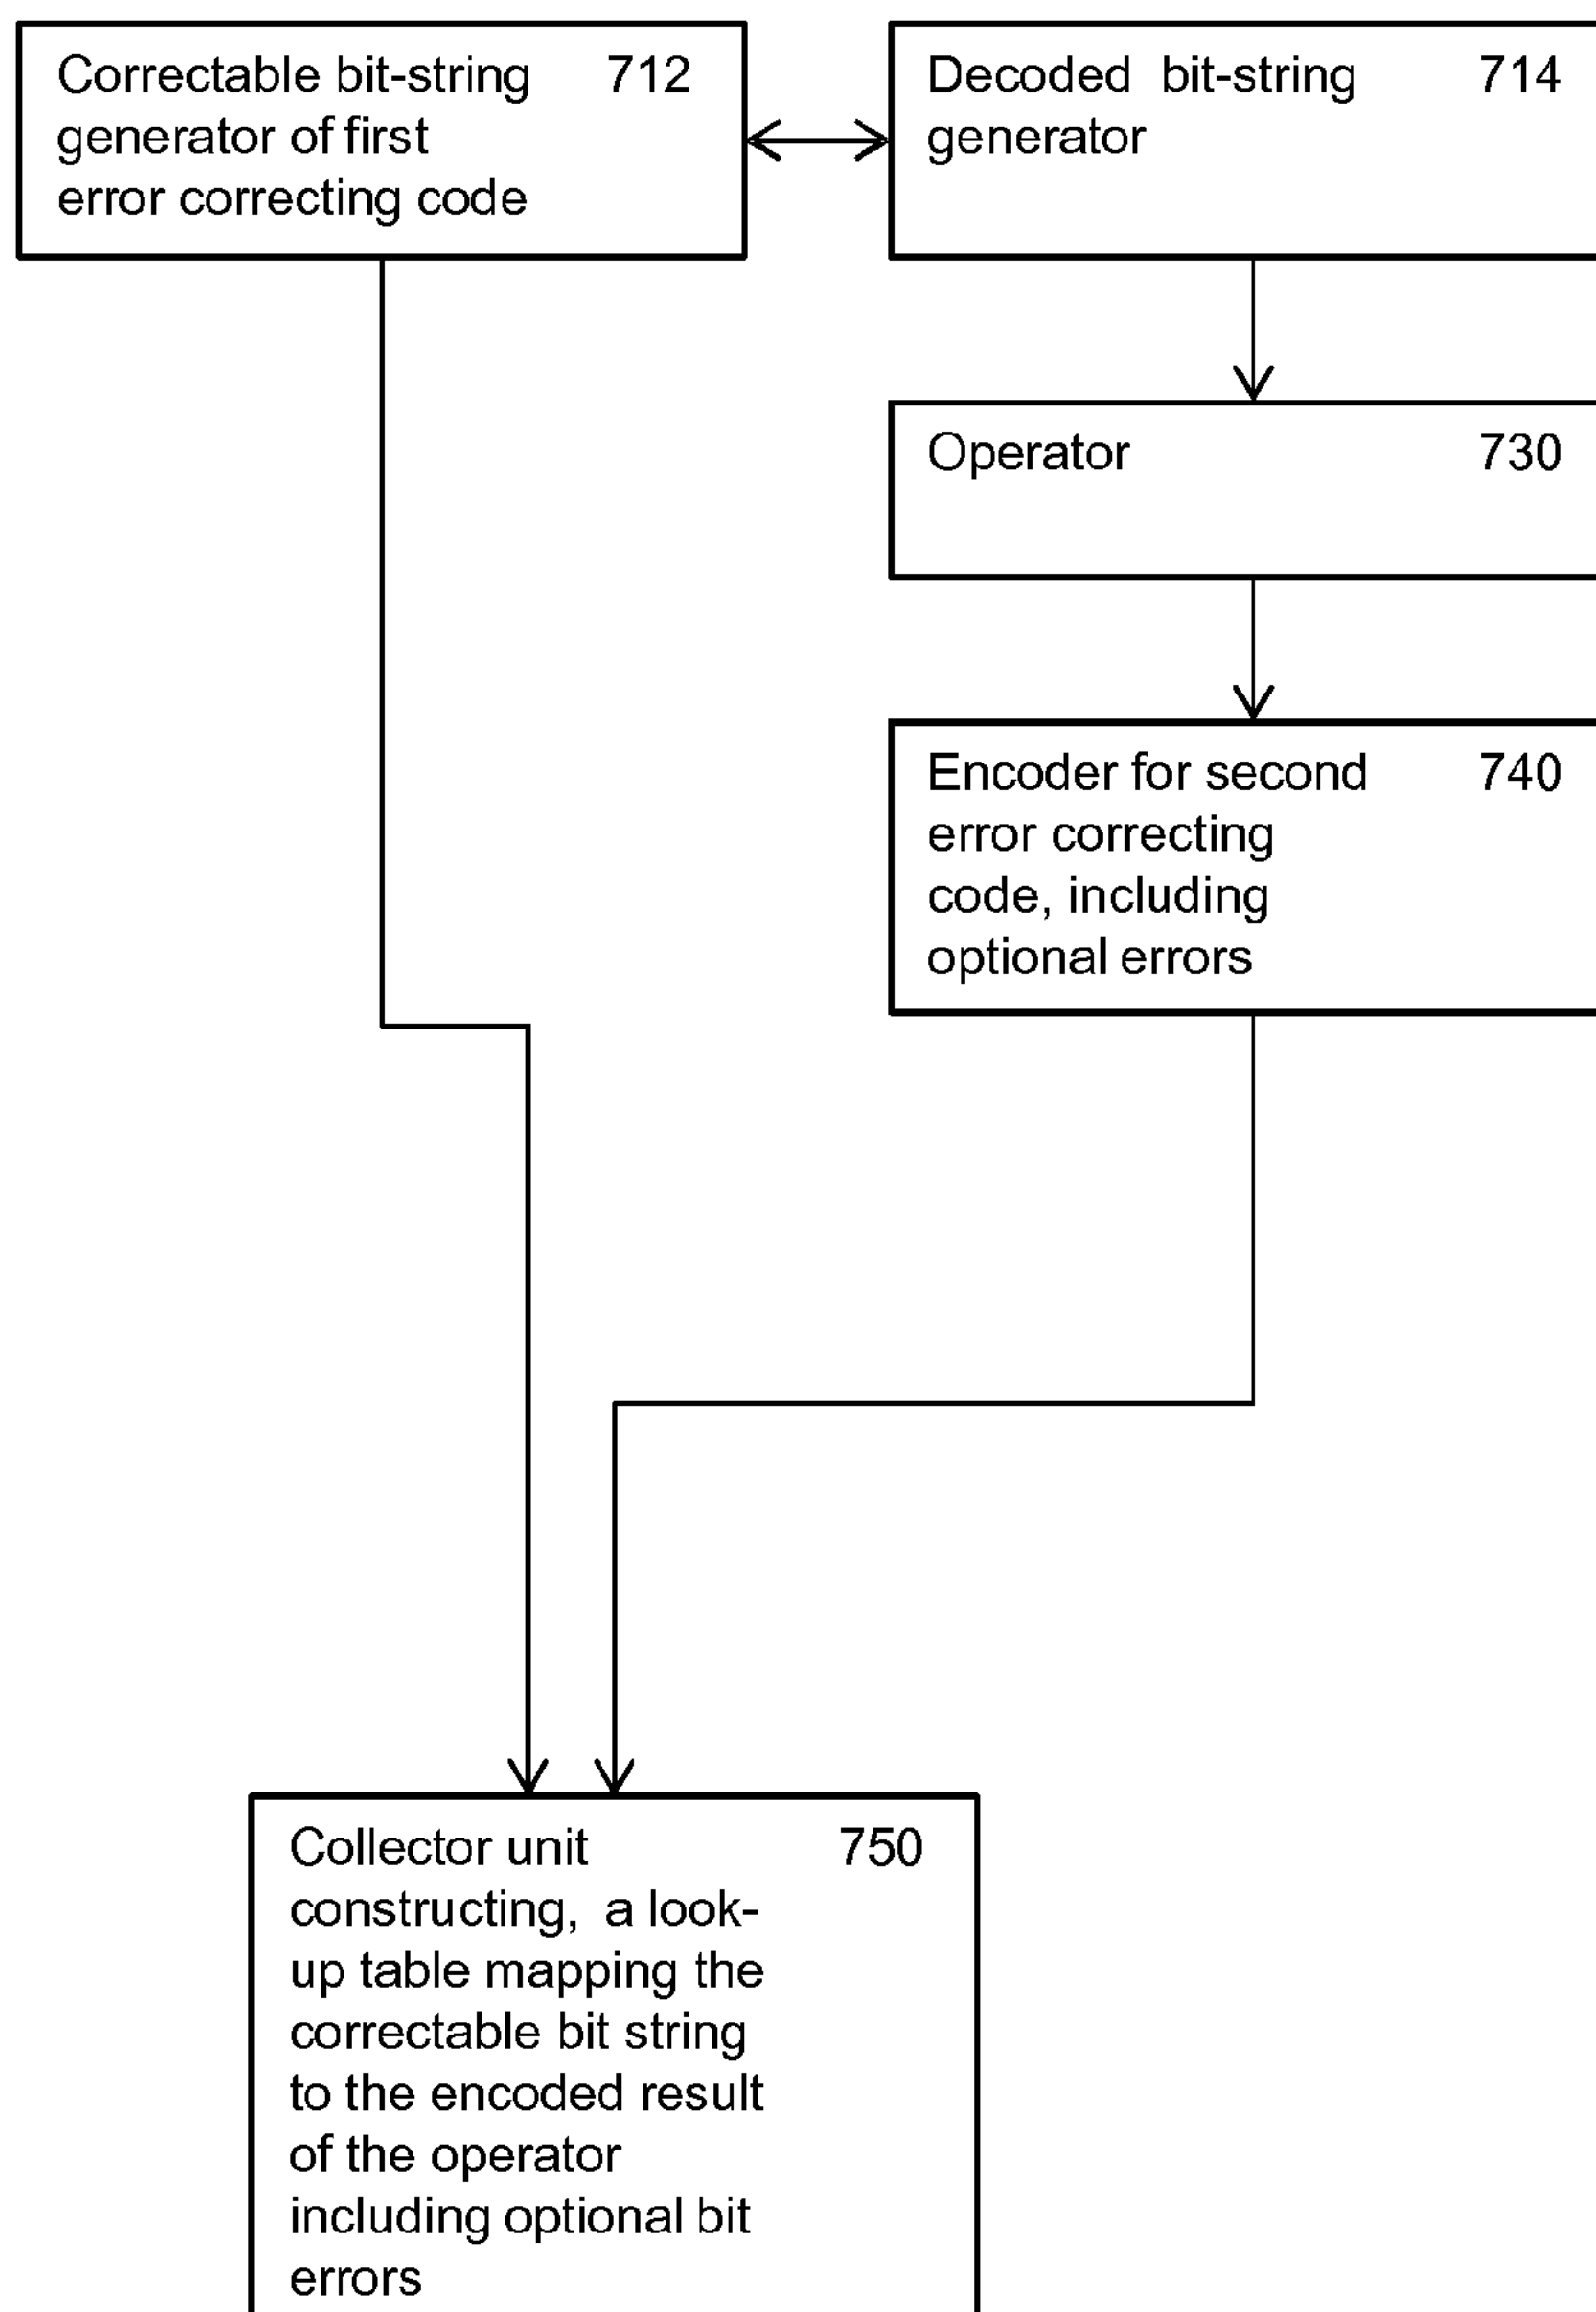 Correctable bit-string 712
generator of first
error correcting code
Decoded bit-string 714
generator
Operator 730
Encoder for second 740
error correcting
code, including
optional errors
Collector unit 750
constructing, a look-
up table mapping the
correctable bit string
to the encoded result
of the operator
including optional bit
errors